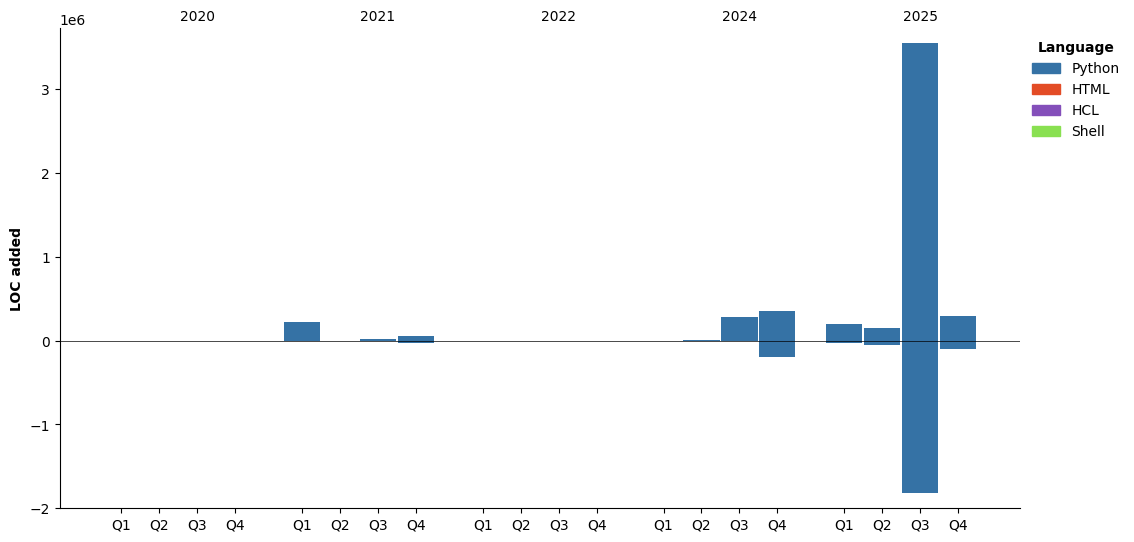 1e6
2020 2021 2022 2024 2025
Language
Python
HTML
HCL
Shell
LOC added
3
2
1
0
−1
−2
Q1 Q2 Q3 Q4 Q1 Q2 Q3 Q4 Q1 Q2 Q3 Q4 Q1 Q2 Q3 Q4 Q1 Q2 Q3 Q4